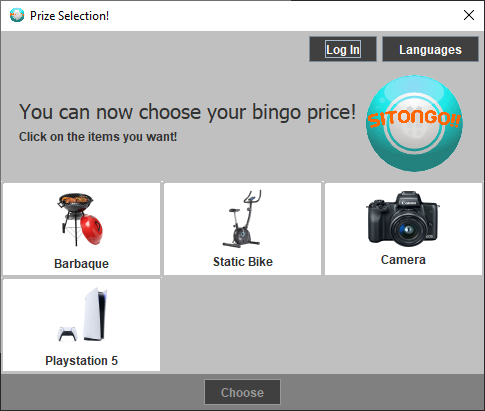 Prize Selection!
Log In
Languages
You can now choose your bingo price!
Click on the items you want!
SITONGON
Barbaque
Static Bike
Canon
Camera
Playstation 5
Choose